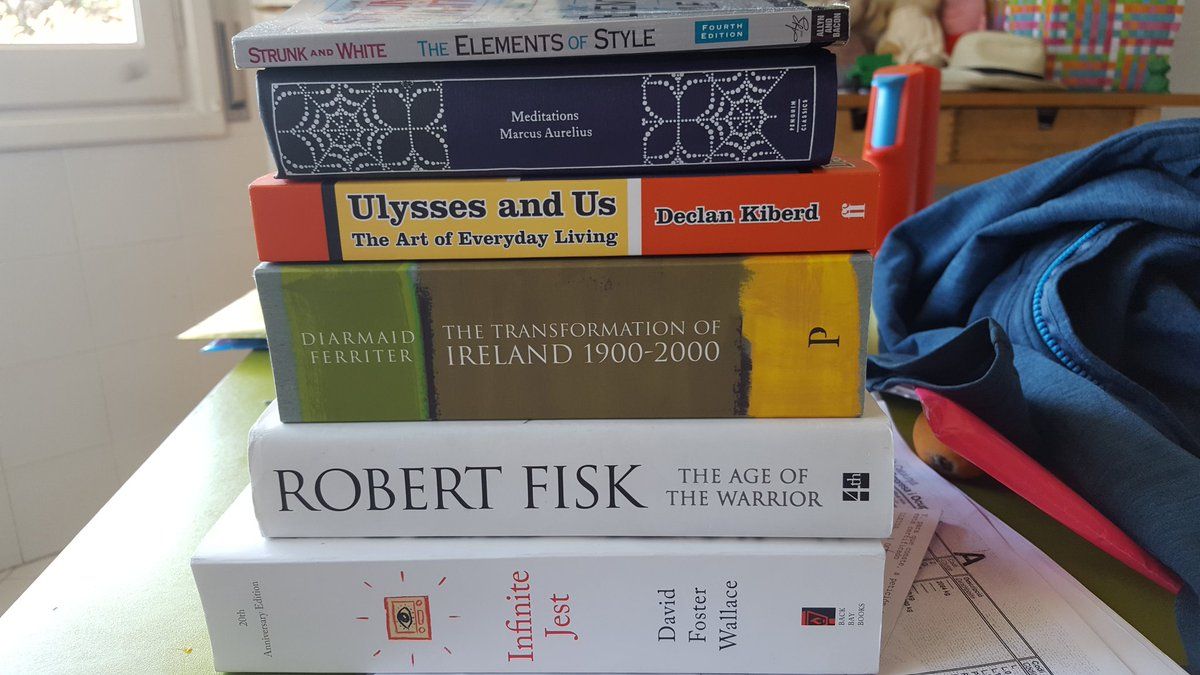 STRUNK AND WHITE THE ELEMENTS OF STYLE FOURTH EDITION ALLYN AND BACON
Meditations
Marcus Aurelius
PENGUIN CLASSICS
Ulysses and Us
The Art of Everyday Living
Declan Kiberd
ff
DIARMAID
FERRITER
THE TRANSFORMATION OF
IRELAND 1900-2000
P
ROBERT FISK
THE AGE OF
THE WARRIOR
4th
20th
Anniversary Edition
Infinite
Jest
David
Foster
Wallace
BACK
BAY
BOOKS
A